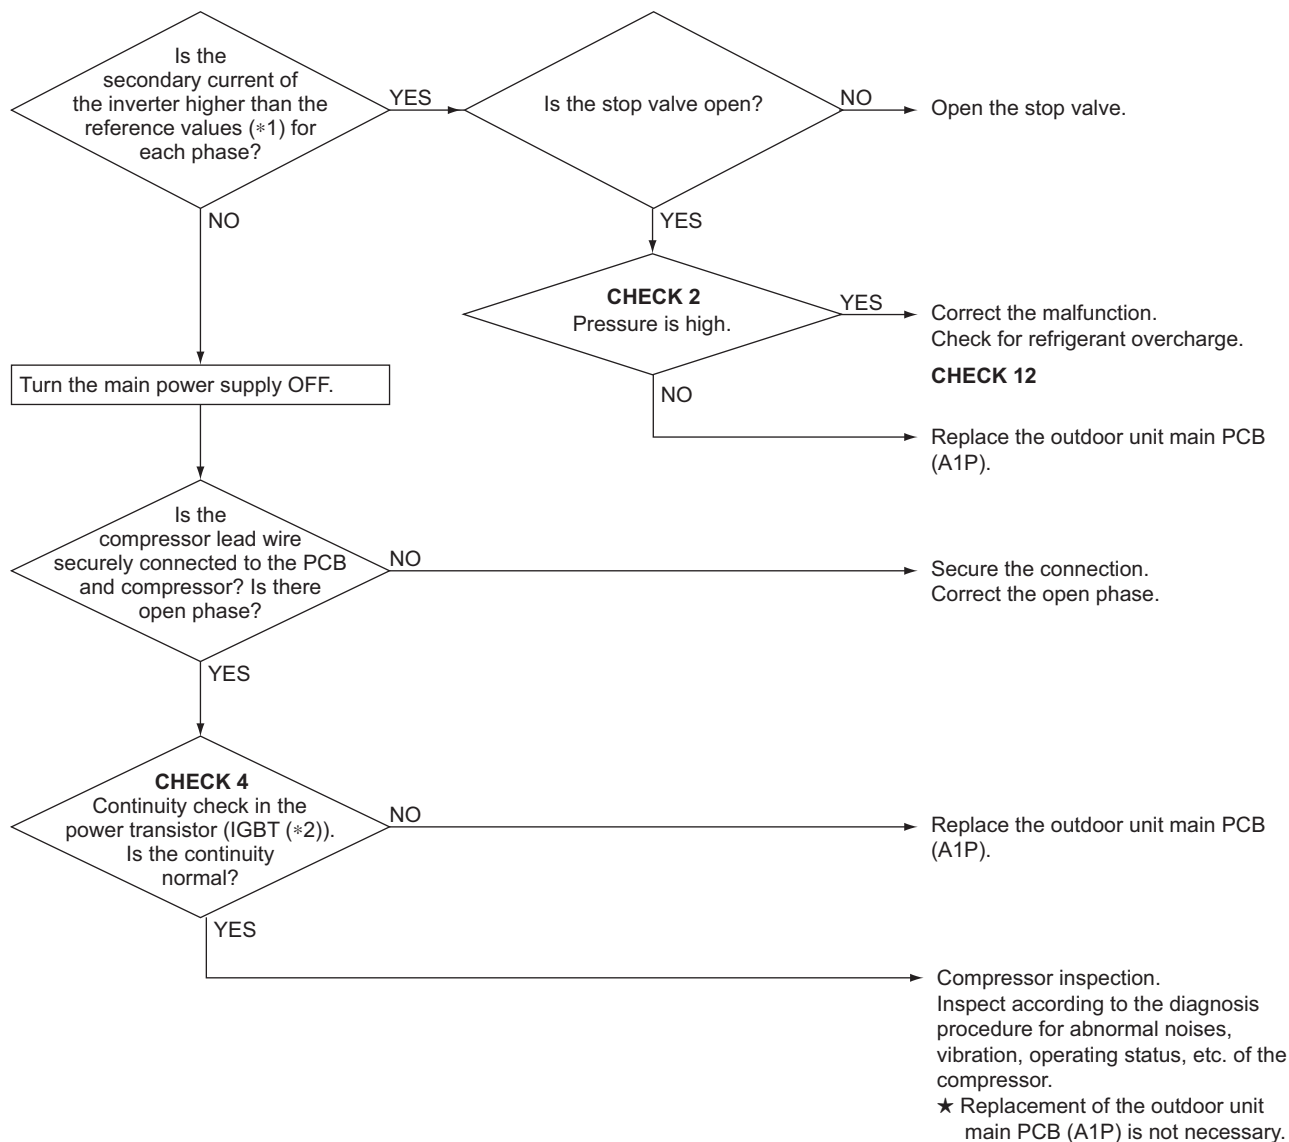 Is the
secondary current of
the inverter higher than the
reference values (*1) for
each phase?
YES
Is the stop valve open?
NO
Open the stop valve.
NO
YES
CHECK 2
Pressure is high.
YES
Correct the malfunction.
Check for refrigerant overcharge.
CHECK 12
NO
Replace the outdoor unit main PCB
(A1P).
Turn the main power supply OFF.
Is the
compressor lead wire
securely connected to the PCB
and compressor? Is there
open phase?
NO
Secure the connection.
Correct the open phase.
YES
CHECK 4
Continuity check in the
power transistor (IGBT (*2)).
Is the continuity
normal?
NO
Replace the outdoor unit main PCB
(A1P).
YES
Compressor inspection.
Inspect according to the diagnosis
procedure for abnormal noises,
vibration, operating status, etc. of the
compressor.
★ Replacement of the outdoor unit
main PCB (A1P) is not necessary.